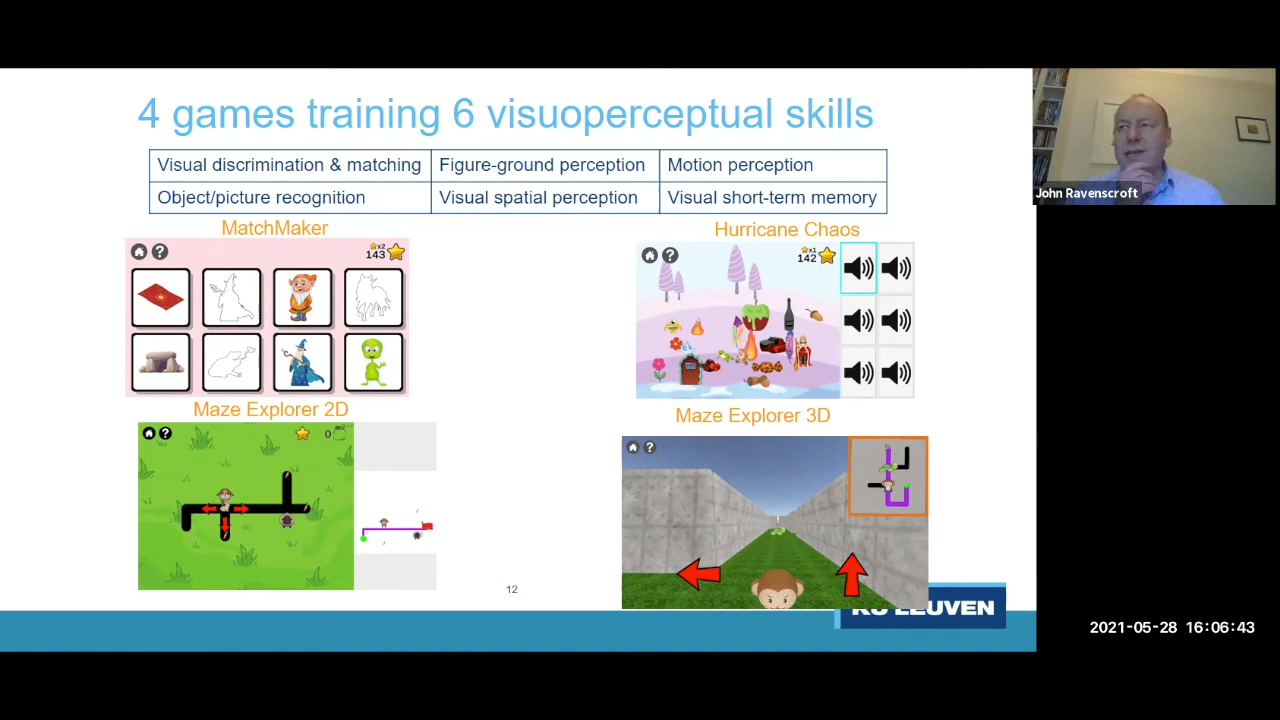 4 games training 6 visuoperceptual skills
Visual discrimination & matching
Figure-ground perception
Motion perception
Object/picture recognition
Visual spatial perception
Visual short-term memory
MatchMaker
?
x2
143
Hurricane Chaos
?
x1
142
Maze Explorer 2D
?
0
Maze Explorer 3D
?
12
KU LEUVEN
John Ravenscroft
2021-05-28 16:06:43